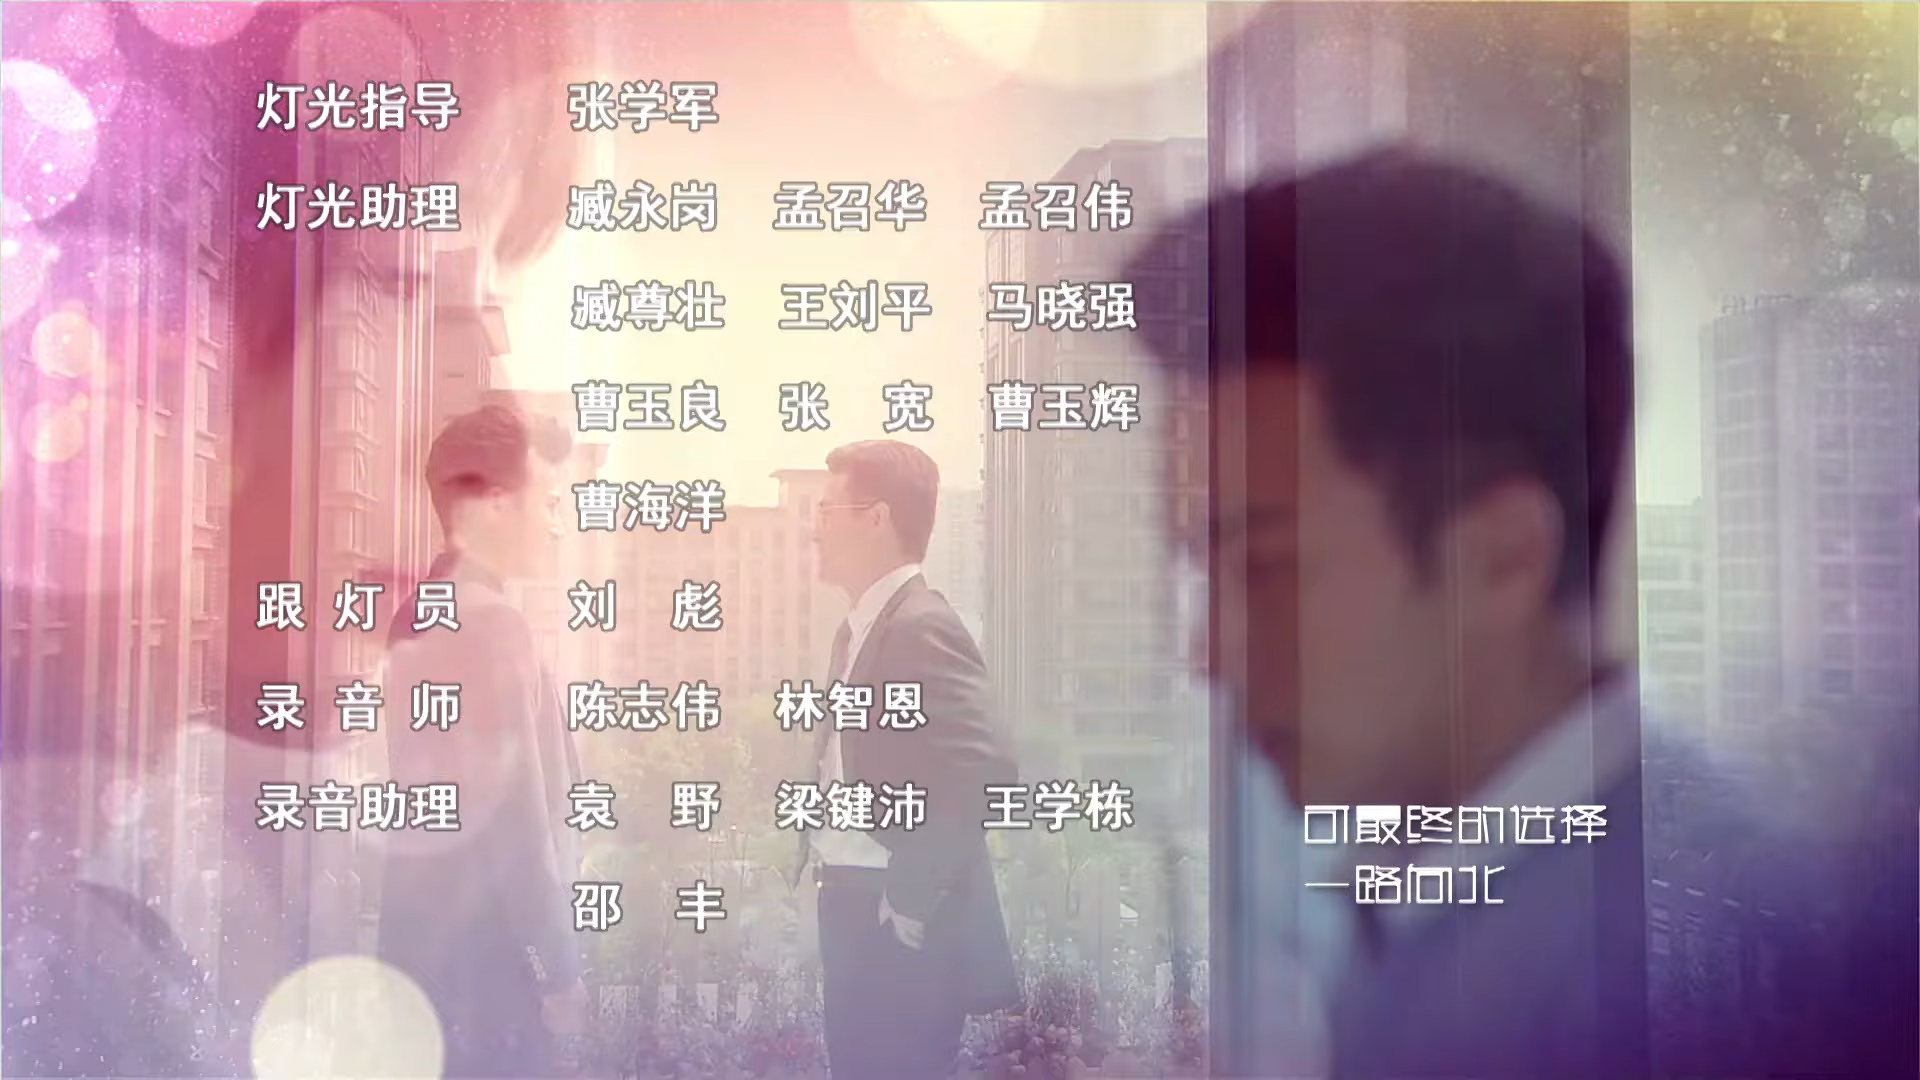 灯光指导 张学军
灯光助理 臧永岗 孟召华 孟召伟
臧尊壮 王刘平 马晓强
曹玉良 张宽 曹玉辉
曹海洋
跟灯员 刘彪
录音师 陈志伟 林智恩
录音助理 袁野 梁键沛 王学栋
邵丰
可最终的选择
一路向北